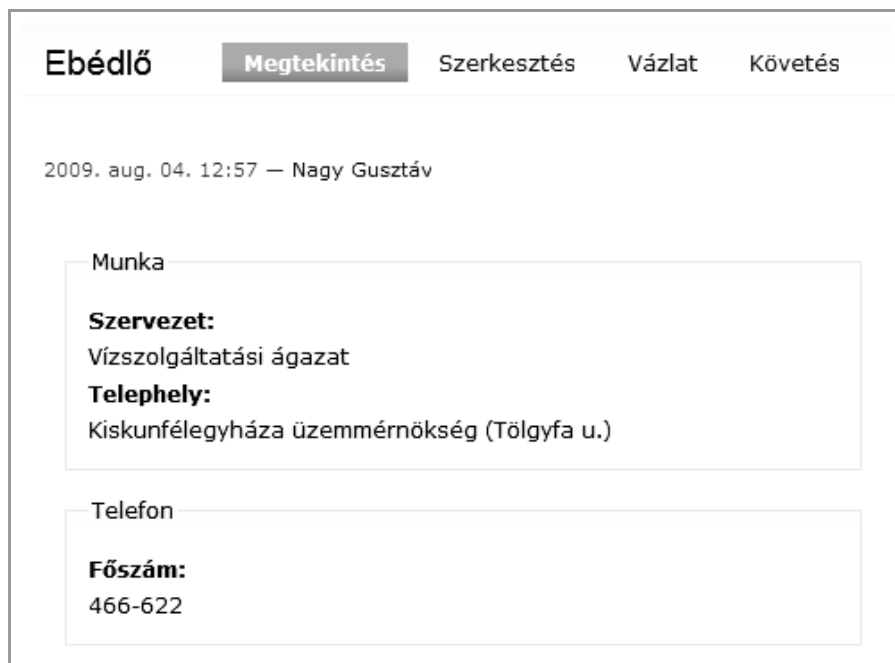 Ebédlő Megtekintés Szerkesztés Vázlat Követés
2009. aug. 04. 12:57 — Nagy Gusztáv
Munka
Szervezet:
Vízszolgáltatási ágazat
Telephely:
Kiskunfélegyháza üzemmérnökség (Tölgyfa u.)
Telefon
Főszám:
466-622